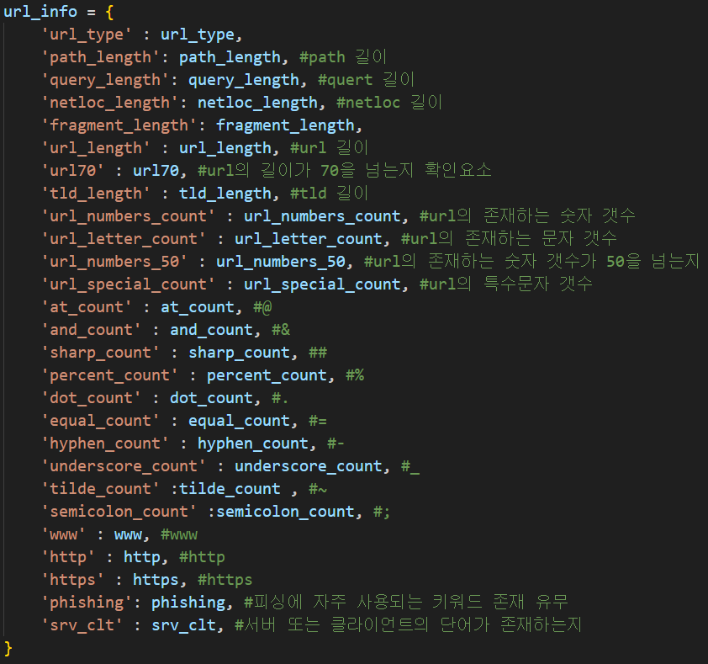 url_info = {
'url_type' : url_type,
'path_length': path_length, #path 길이
'query_length': query_length, #quert 길이
'netloc_length': netloc_length, #netloc 길이
'fragment_length': fragment_length,
'url_length' : url_length, #url 길이
'url70' : url70, #url의 길이가 70을 넘는지 확인요소
'tld_length' : tld_length, #tld 길이
'url_numbers_count' : url_numbers_count, #url의 존재하는 숫자 갯수
'url_letter_count' : url_letter_count, #url의 존재하는 문자 갯수
'url_numbers_50' : url_numbers_50, #url의 존재하는 숫자 갯수가 50을 넘는지
'url_special_count' : url_special_count, #url의 특수문자 갯수
'at_count' : at_count, #@
'and_count' : and_count, #&
'sharp_count' : sharp_count, ##
'percent_count' : percent_count, #%
'dot_count' : dot_count, #.
'equal_count' : equal_count, #=
'hyphen_count' : hyphen_count, #-
'underscore_count' : underscore_count, #_
'tilde_count' :tilde_count , #~
'semicolon_count' :semicolon_count, #;
'www' : www, #www
'http' : http, #http
'https' : https, #https
'phishing': phishing, #피싱에 자주 사용되는 키워드 존재 유무
'srv_clt' : srv_clt, #서버 또는 클라이언트의 단어가 존재하는지
}